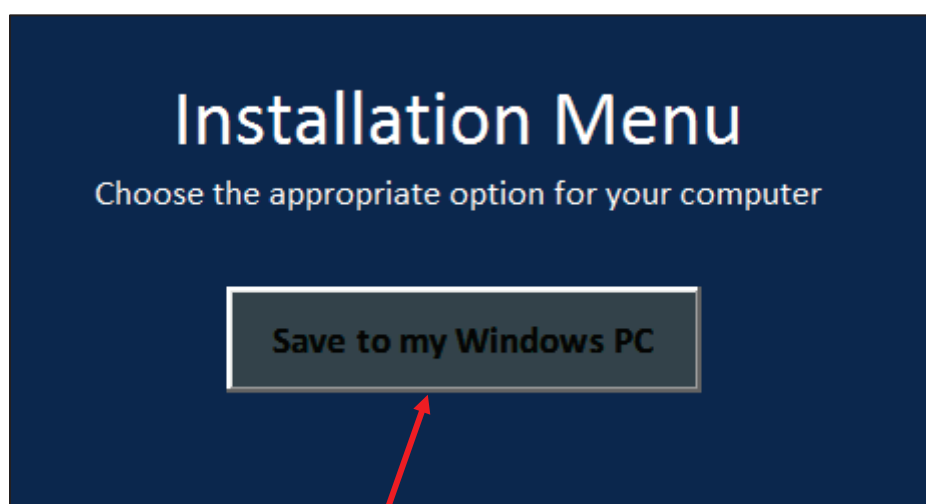 Installation Menu
Choose the appropriate option for your computer
Save to my Windows PC